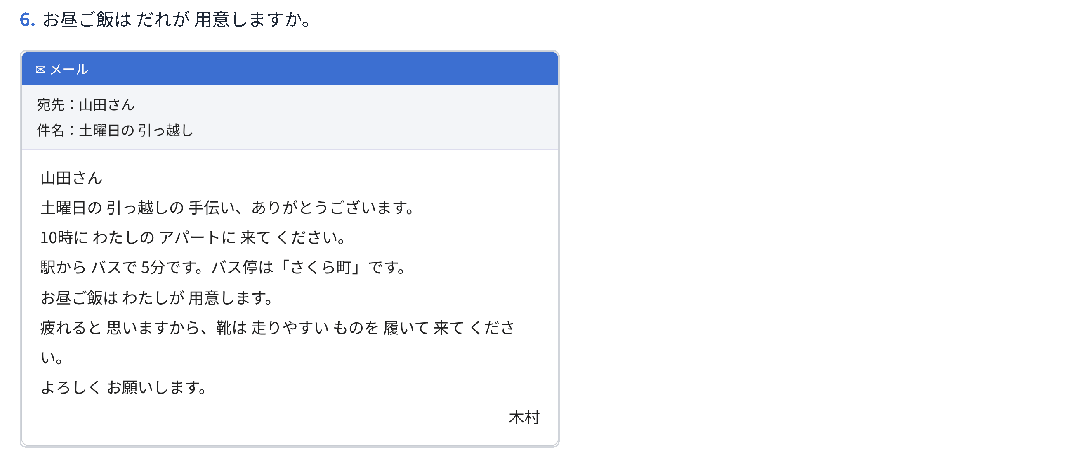 6. お昼ご飯は だれが 用意しますか。
✉ メール
宛先：山田さん
件名：土曜日の 引っ越し
山田さん
土曜日の 引っ越しの 手伝い、ありがとうございます。
10時に わたしの アパートに 来て ください。
駅から バスで 5分です。バス停は「さくら町」です。
お昼ご飯は わたしが 用意します。
疲れると 思いますから、靴は 走りやすい ものを 履いて 来て くださ
い。
よろしく お願いします。
木村